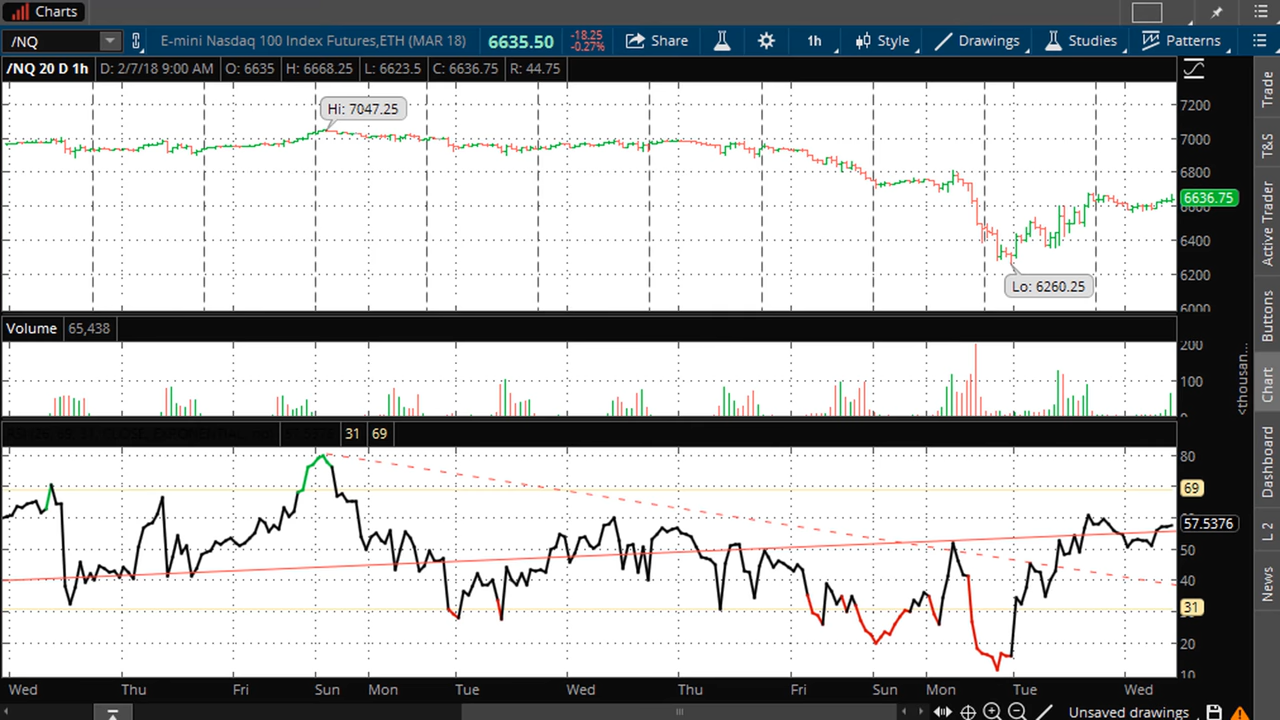 Charts
/NQ E-mini Nasdaq 100 Index Futures,ETH (MAR 18) 6635.50 -18.25 -0.27% Share 1h Style Drawings Studies Patterns
/NQ 20 D 1h D: 2/7/18 9:00 AM O: 6635 H: 6668.25 L: 6623.5 C: 6636.75 R: 44.75
Hi: 7047.25
7200
7000
6800
6636.75
6600
6400
6200
Lo: 6260.25
6000
Volume 65,438
200
100
<thousan...
31 69
80
69
57.5376
50
40
31
20
10
Wed Thu Fri Sun Mon Tue Wed Thu Fri Sun Mon Tue Wed
Unsaved drawings
Trade
T&S
Active Trader
Buttons
Chart
Dashboard
L 2
News